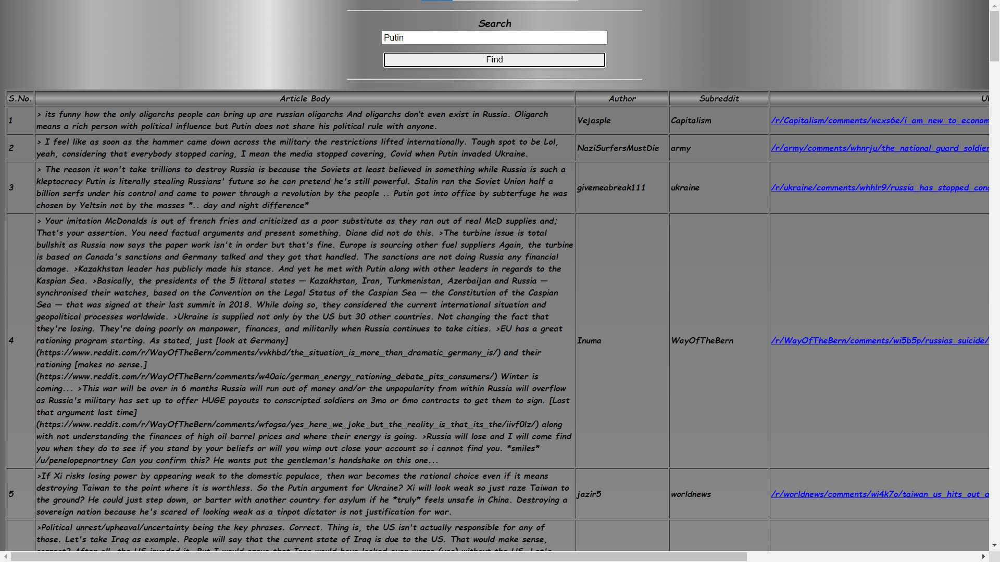 Search
Putin
Find
S.No. Article Body Author Subreddit
1 > its funny how the only oligarchs people can bring up are russian oligarchs And oligarchs don't even exist in Russia. Oligarch
means a rich person with political influence but Putin does not share his political rule with anyone.
Vejasple Capitalism /r/Capitalism/comments/wcxs6e/i_am_new_to_econom
2 > I feel like as soon as the hammer came down across the military the restrictions lifted internationally. Tough spot to be Lol,
yeah, considering that everybody stopped caring, I mean the media stopped covering, Covid when Putin invaded Ukraine.
NaziSurfersMustDie army /r/army/comments/whnrju/the_national_guard_soldier
3 > The reason it won't take trillions to destroy Russia is because the Soviets at least believed in something while Russia is such a
kleptocracy Putin is literally stealing Russians' future so he can pretend he's still powerful. Stalin ran the Soviet Union half a
billion serfs under his control and came to power through a revolution by the people .. Putin got into office by subterfuge he was
chosen by Yeltsin not by the masses *.. day and night difference*
givemeabreak111 ukraine /r/ukraine/comments/whhlr9/russia_has_stopped_cond
4 > Your imitation McDonalds is out of french fries and criticized as a poor substitute as they ran out of real McD supplies and;
That's your assertion. You need factual arguments and present something. Diane did not do this. >The turbine issue is total
bullshit as Russia now says the paper work isn't in order but that's fine. Europe is sourcing other fuel suppliers Again, the turbine
is based on Canada's sanctions and Germany talked and they got that handled. The sanctions are not doing Russia any financial
damage. >Kazakhstan leader has publicly made his stance. And yet he met with Putin along with other leaders in regards to the
Kaspian Sea. >Basically, the presidents of the 5 littoral states — Kazakhstan, Iran, Turkmenistan, Azerbaijan and Russia —
synchronised their watches, based on the Convention on the Legal Status of the Caspian Sea — the Constitution of the Caspian
Sea — that was signed at their last summit in 2018. While doing so, they considered the current international situation and
geopolitical processes worldwide. >Ukraine is supplied not only by the US but 30 other countries. Not changing the fact that
they're losing. They're doing poorly on manpower, finances, and militarily when Russia continues to take cities. >EU has a great
rationing program starting. As stated, just [look at Germany]
(https://www.reddit.com/r/WayOfTheBern/comments/vvkhbd/the_situation_is_more_than_dramatic_germany_is/) and their
rationing [makes no sense.]
(https://www.reddit.com/r/WayOfTheBern/comments/w40aic/german_energy_rationing_debate_pits_consumers/) Winter is
coming... >This war will be over in 6 months Russia will run out of money and/or the unpopularity from within Russia will overflow
as Russia's military has set up to offer HUGE payouts to conscripted soldiers on 3mo or 6mo contracts to get them to sign. [Lost
that argument last time]
(https://www.reddit.com/r/WayOfTheBern/comments/wfogsa/yes_here_we_joke_but_the_reality_is_that_its_the/iivf0lz/) along
with not understanding the finances of high oil barrel prices and where their energy is going. >Russia will lose and I will come find
you when they do to see if you stand by your beliefs or will you wimp out close your account so i cannot find you. *smiles*
/u/penelopepnortney Can you confirm this? He wants put the gentleman's handshake on this one...
Inuma WayOfTheBern /r/WayOfTheBern/comments/wi5b5p/russias_suicide/
5 >If Xi risks losing power by appearing weak to the domestic populace, then war becomes the rational choice even if it means
destroying Taiwan to the point where it is worthless. So the Putin argument for Ukraine? Xi will look weak so just raze Taiwan to
the ground? He could just step down, or barter with another country for asylum if he *truly* feels unsafe in China. Destroying a
sovereign nation because he's scared of looking weak as a tinpot dictator is not justification for war.
jazir5 worldnews /r/worldnews/comments/wi4k7o/taiwan_us_hits_out_a
>Political unrest/upheaval/uncertainty being the key phrases. Correct. Thing is, the US isn't actually responsible for any of
those. Let's take Iraq as example. People will say that the current state of Iraq is due to the US. That would make sense,
correct? After all, the US invaded it. But I would argue that Iraq would have looked even worse (yes) without the US. Let's